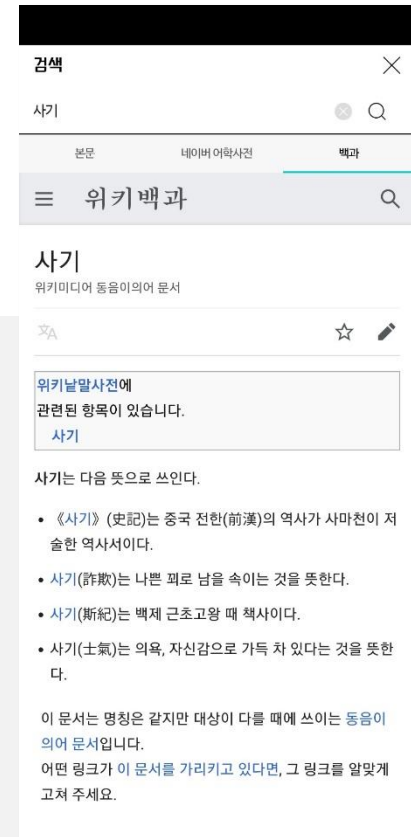 검색
사기
본문 네이버 어학사전 백과
위키백과
사기
위키미디어 동음이의어 문서
위키낱말사전에
관련된 항목이 있습니다.
사기
사기는 다음 뜻으로 쓰인다.
• 《사기》(史記)는 중국 전한(前漢)의 역사가 사마천이 저
술한 역사서이다.
• 사기(詐欺)는 나쁜 꾀로 남을 속이는 것을 뜻한다.
• 사기(斯紀)는 백제 근초고왕 때 책사이다.
• 사기(士氣)는 의욕, 자신감으로 가득 차 있다는 것을 뜻한
다.
이 문서는 명칭은 같지만 대상이 다를 때에 쓰이는 동음이
의어 문서입니다.
어떤 링크가 이 문서를 가리키고 있다면, 그 링크를 알맞게
고쳐 주세요.